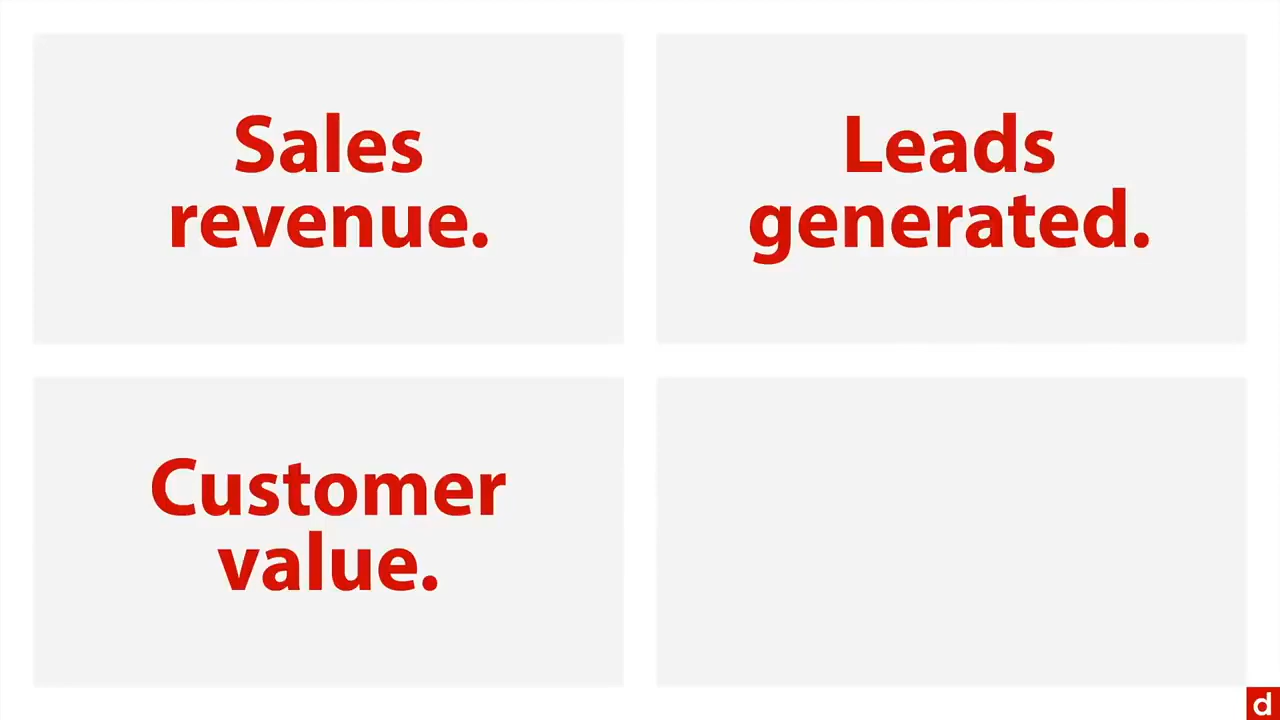 Sales
revenue.
Leads
generated.
Customer
value.
d